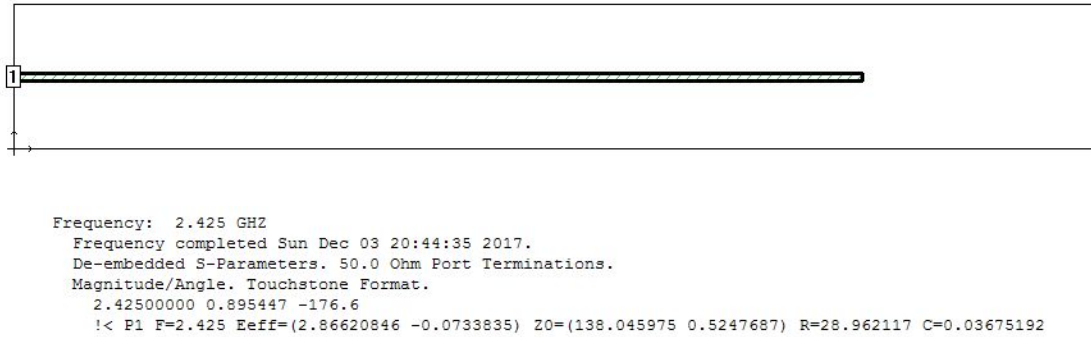 1
Frequency: 2.425 GHZ
Frequency completed Sun Dec 03 20:44:35 2017.
De-embedded S-Parameters. 50.0 Ohm Port Terminations.
Magnitude/Angle. Touchstone Format.
2.42500000 0.895447 -176.6
!< P1 F=2.425 Eeff=(2.86620846 -0.0733835) Z0=(138.045975 0.5247687) R=28.962117 C=0.03675192